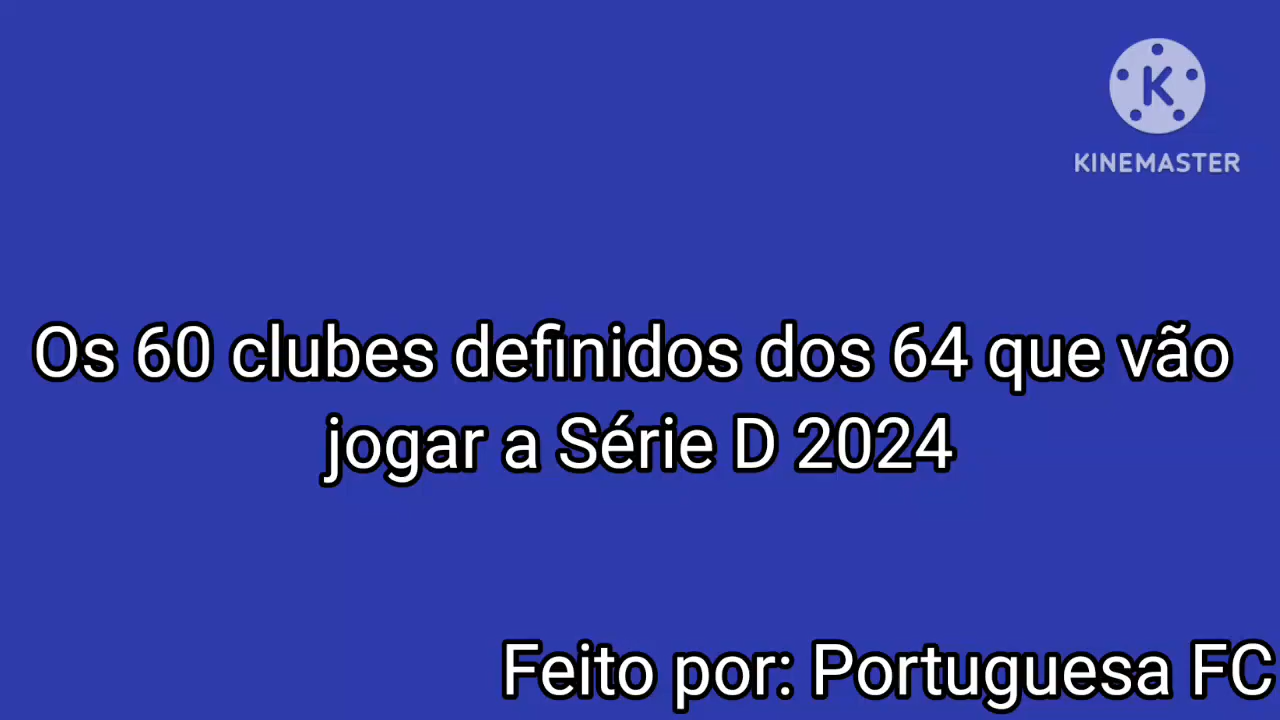 K
KINEMASTER
Os 60 clubes definidos dos 64 que vão
jogar a Série D 2024
Feito por: Portuguesa FC